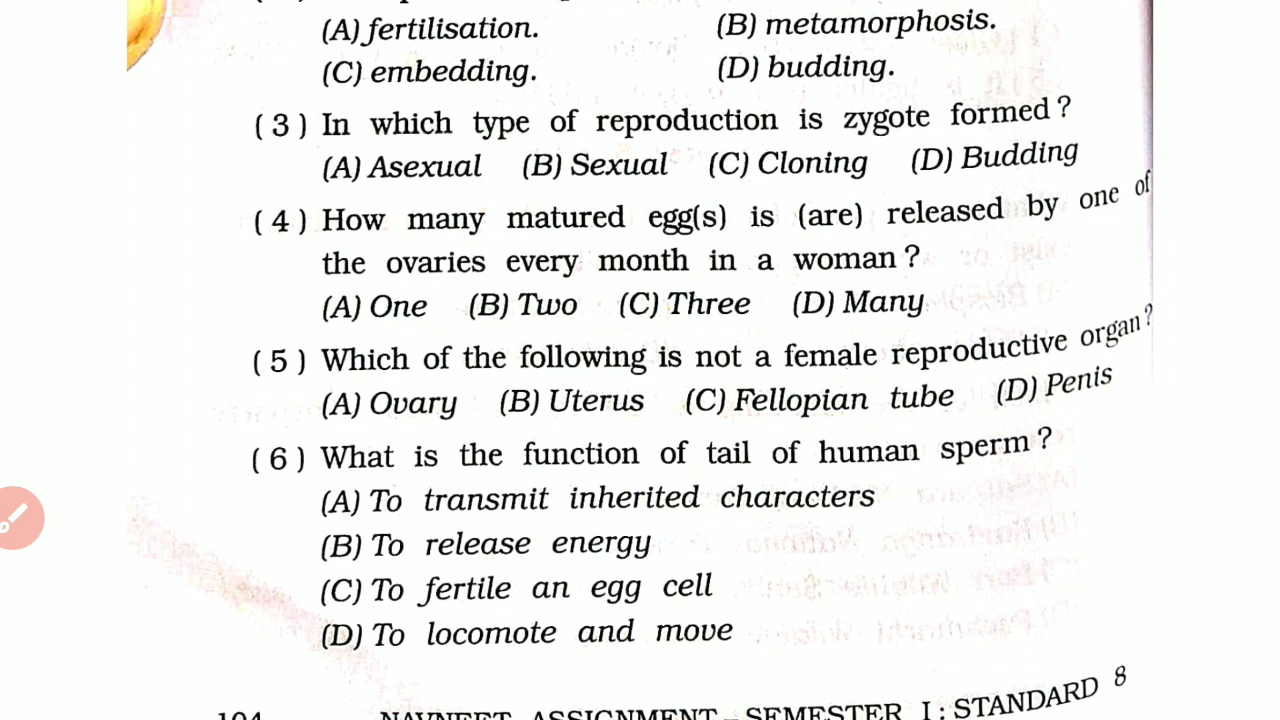 (A) fertilisation. (B) metamorphosis.
(C) embedding. (D) budding.
( 3 ) In which type of reproduction is zygote formed ?
(A) Asexual (B) Sexual (C) Cloning (D) Budding
( 4 ) How many matured egg(s) is (are) released by one of
the ovaries every month in a woman ?
(A) One (B) Two (C) Three (D) Many
( 5 ) Which of the following is not a female reproductive organ ?
(A) Ovary (B) Uterus (C) Fellopian tube (D) Penis
( 6 ) What is the function of tail of human sperm ?
(A) To transmit inherited characters
(B) To release energy
(C) To fertile an egg cell
(D) To locomote and move
104 NAVNEET ASSIGNMENT – SEMESTER I : STANDARD 8